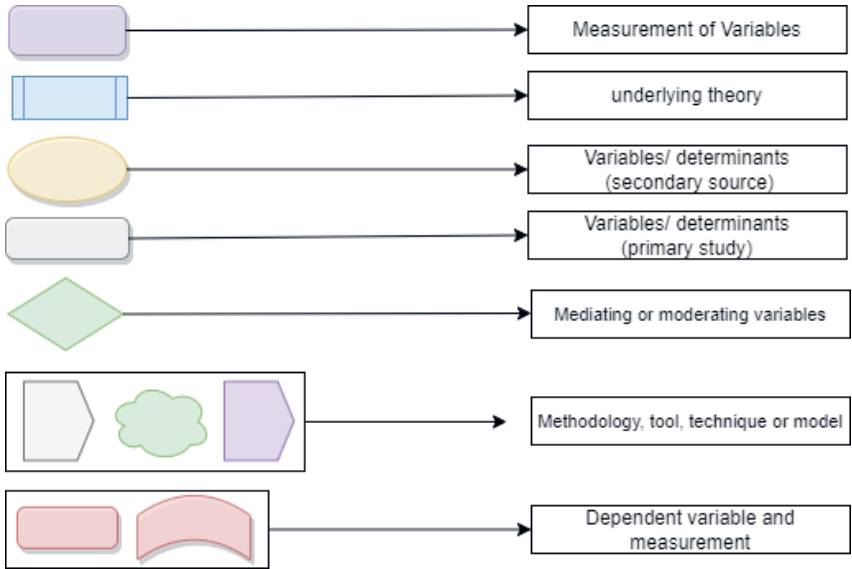 Measurement of Variables
underlying theory
Variables/ determinants
(secondary source)
Variables/ determinants
(primary study)
Mediating or moderating variables
Methodology, tool, technique or model
Dependent variable and
measurement